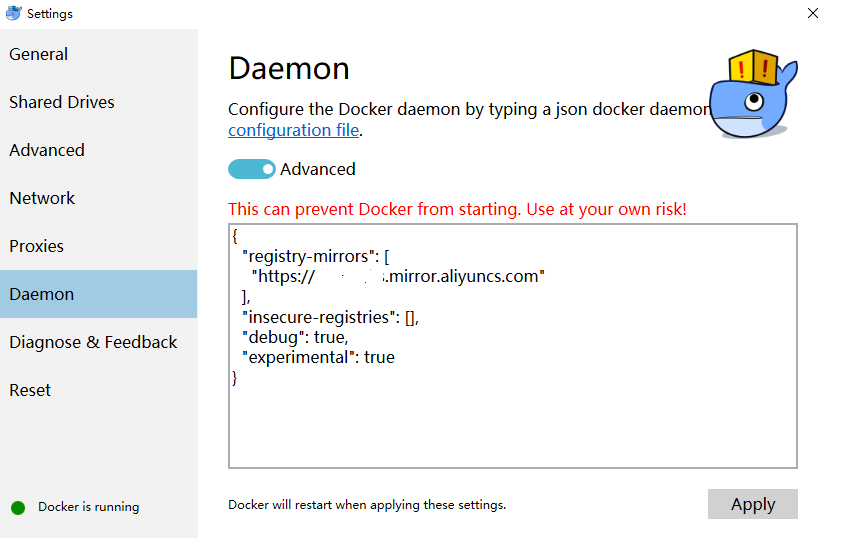 Settings
General
Shared Drives
Advanced
Network
Proxies
Daemon
Diagnose & Feedback
Reset
Docker is running
Daemon
Configure the Docker daemon by typing a json docker daemon
configuration file.
Advanced
This can prevent Docker from starting. Use at your own risk!
{
"registry-mirrors": [
"https:// .mirror.aliyuncs.com"
],
"insecure-registries": [],
"debug": true,
"experimental": true
}
Docker will restart when applying these settings.
Apply